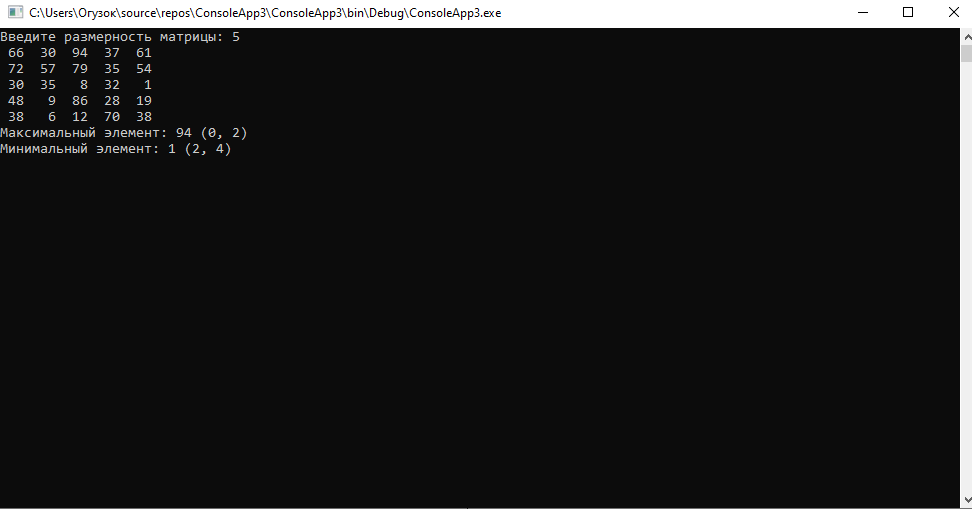 C:\Users\Огузок\source\repos\ConsoleApp3\ConsoleApp3\bin\Debug\ConsoleApp3.exe
Введите размерность матрицы: 5
 66  30  94  37  61
 72  57  79  35  54
 30  35   8  32   1
 48   9  86  28  19
 38   6  12  70  38
Максимальный элемент: 94 (0, 2)
Минимальный элемент: 1 (2, 4)